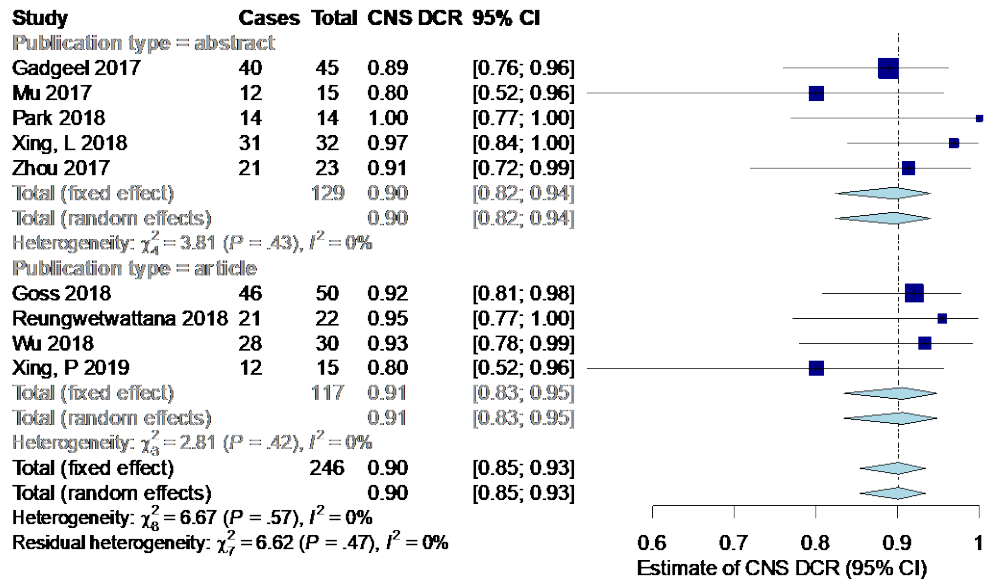 Study Cases Total CNS DCR 95% CI
Publication type = abstract
Gadgeel 2017 40 45 0.89 [0.76; 0.96]
Mu 2017 12 15 0.80 [0.52; 0.96]
Park 2018 14 14 1.00 [0.77; 1.00]
Xing, L 2018 31 32 0.97 [0.84; 1.00]
Zhou 2017 21 23 0.91 [0.72; 0.99]
Total (fixed effect) 129 0.90 [0.82; 0.94]
Total (random effects) 0.90 [0.82; 0.94]
Heterogeneity: χ²₄ = 3.81 (P = .43), I² = 0%
Publication type = article
Goss 2018 46 50 0.92 [0.81; 0.98]
Reungwetwattana 2018 21 22 0.95 [0.77; 1.00]
Wu 2018 28 30 0.93 [0.78; 0.99]
Xing, P 2019 12 15 0.80 [0.52; 0.96]
Total (fixed effect) 117 0.91 [0.83; 0.95]
Total (random effects) 0.91 [0.83; 0.95]
Heterogeneity: χ²₃ = 2.81 (P = .42), I² = 0%
Total (fixed effect) 246 0.90 [0.85; 0.93]
Total (random effects) 0.90 [0.85; 0.93]
Heterogeneity: χ²₈ = 6.67 (P = .57), I² = 0%
Residual heterogeneity: χ²₇ = 6.62 (P = .47), I² = 0%
0.6 0.7 0.8 0.9 1
Estimate of CNS DCR (95% CI)